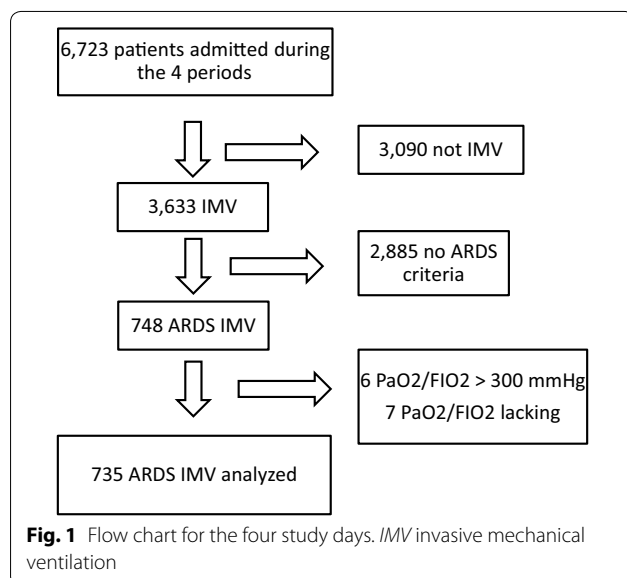 6,723 patients admitted during
the 4 periods
3,090 not IMV
3,633 IMV
2,885 no ARDS
criteria
748 ARDS IMV
6 PaO2/FIO2 > 300 mmHg
7 PaO2/FIO2 lacking
735 ARDS IMV analyzed
Fig. 1 Flow chart for the four study days. IMV invasive mechanical
ventilation